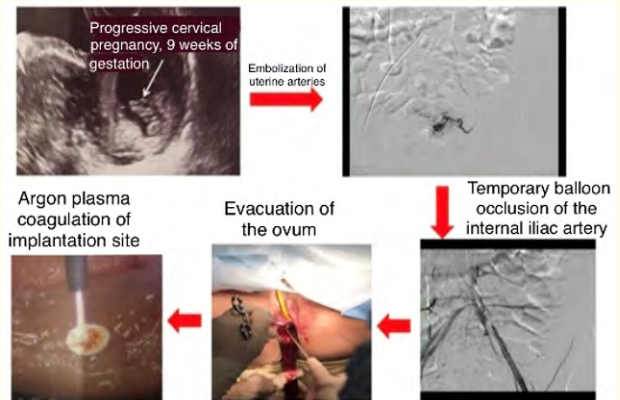 Progressive cervical
pregnancy, 9 weeks of
gestation
Embolization of
uterine arteries
Temporary balloon
occlusion of the
internal iliac artery
Evacuation of
the ovum
Argon plasma
coagulation of
implantation site